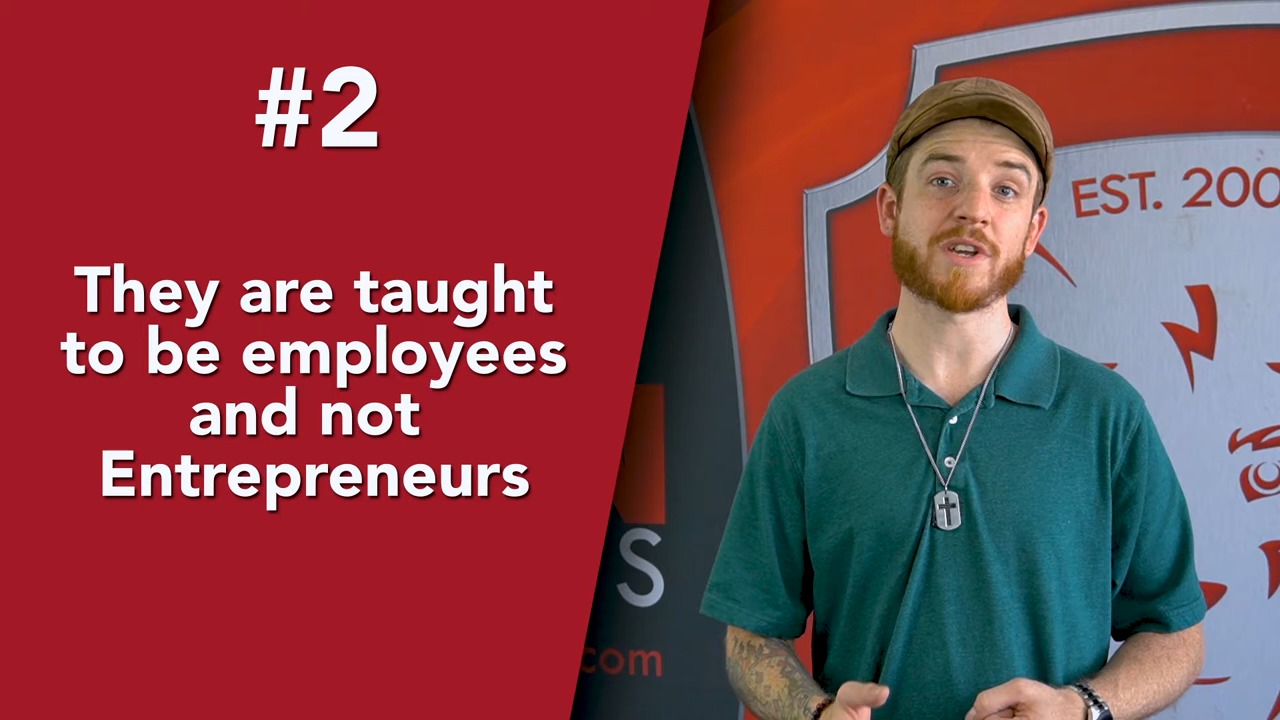 #2
They are taught
to be employees
and not
Entrepreneurs
EST. 200
S
.com